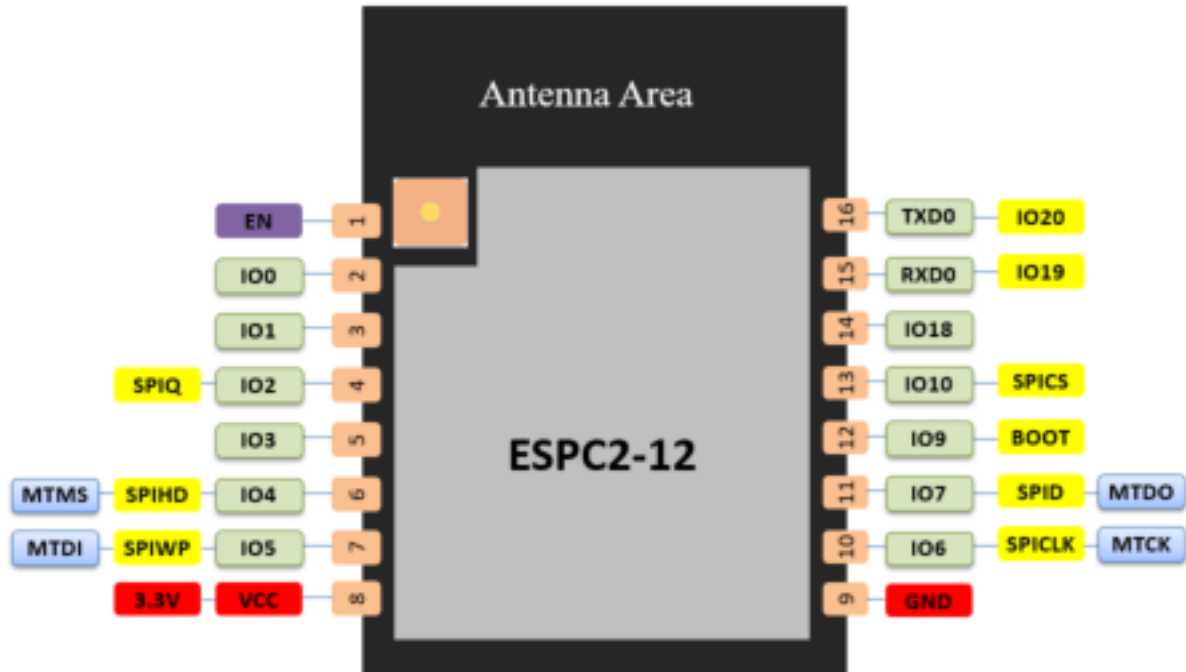 Antenna Area
EN 1 16 TXD0 IO20
IO0 2 15 RXD0 IO19
IO1 3 14 IO18
SPIQ IO2 4 13 IO10 SPICS
IO3 5 12 IO9 BOOT
ESPC2-12
MTMS SPIHD IO4 6 11 IO7 SPID MTDO
MTDI SPIWP IO5 7 10 IO6 SPICLK MTCK
3.3V VCC 8 9 GND